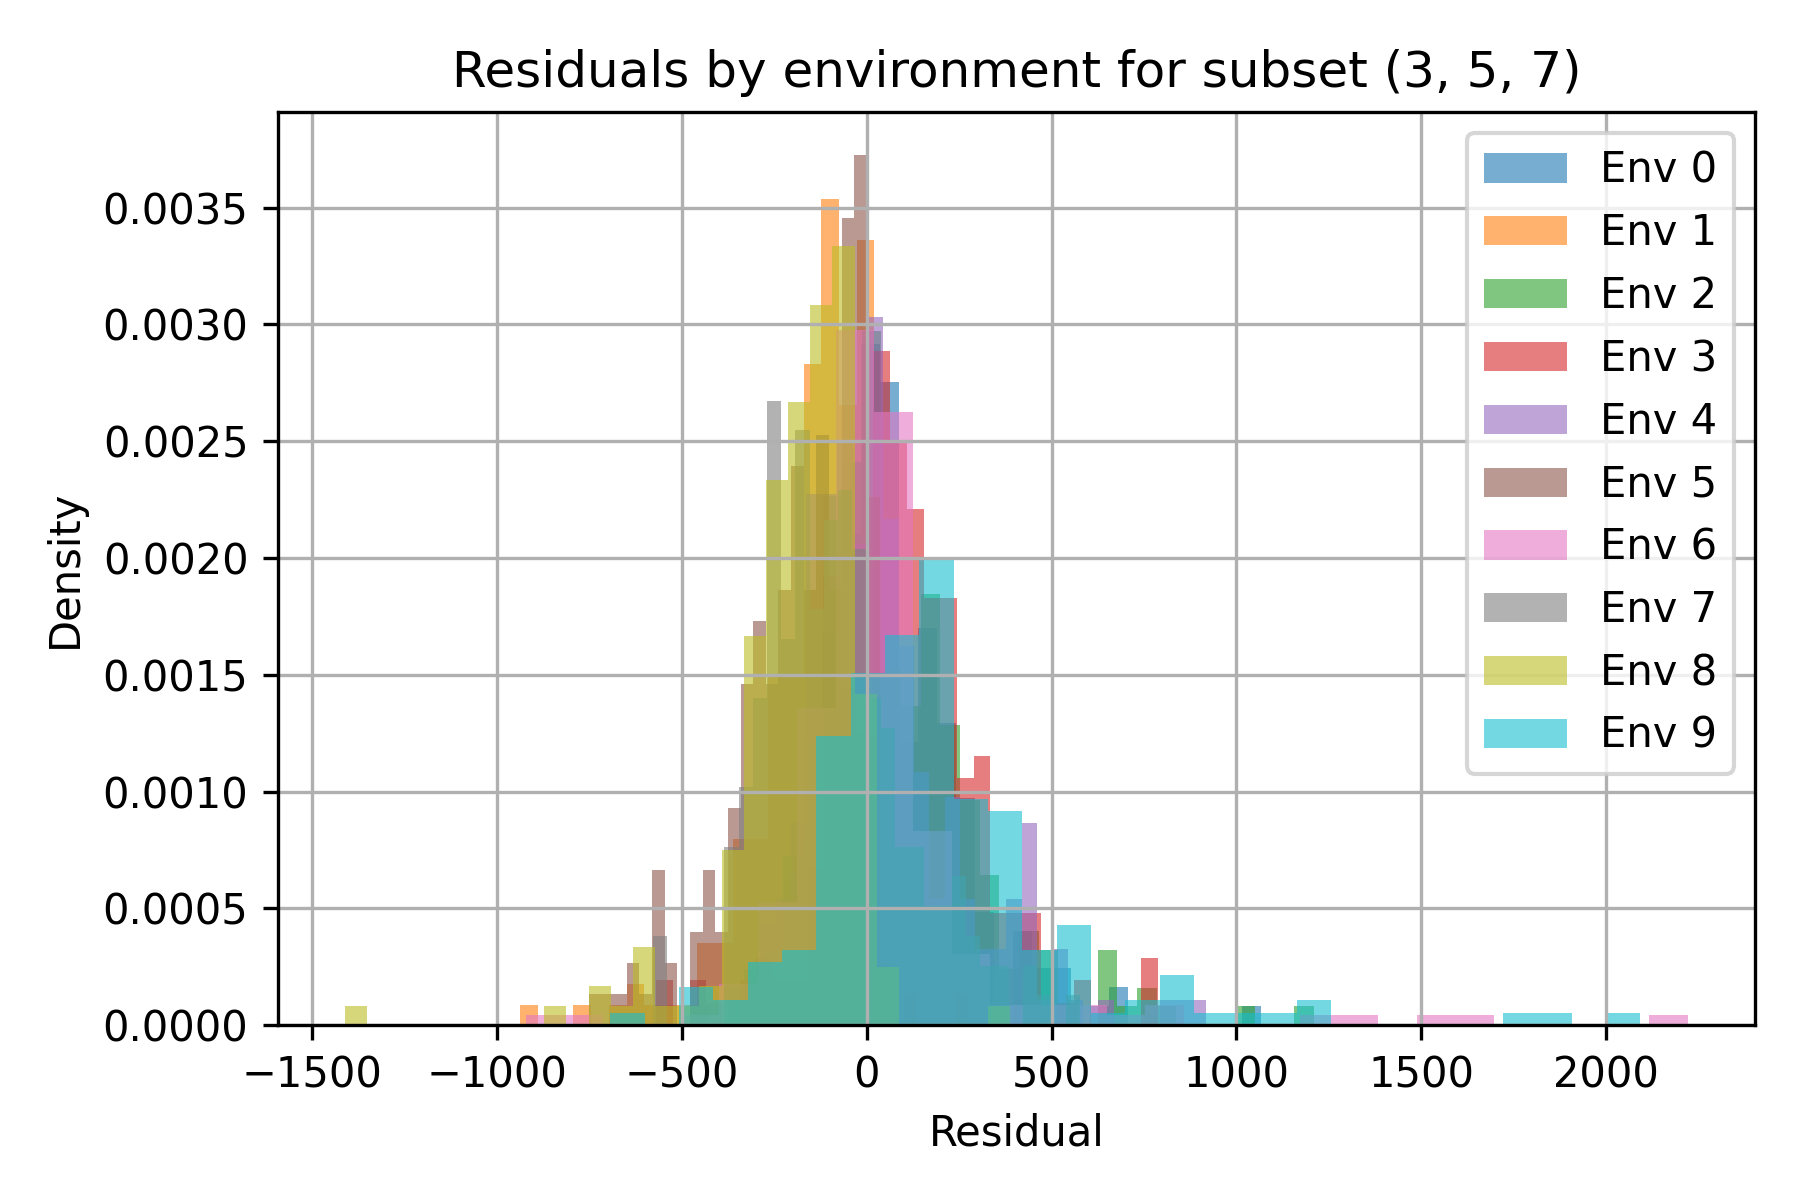 Residuals by environment for subset (3, 5, 7)
Density
0.0035
0.0030
0.0025
0.0020
0.0015
0.0010
0.0005
0.0000
Env 0
Env 1
Env 2
Env 3
Env 4
Env 5
Env 6
Env 7
Env 8
Env 9
−1500 −1000 −500 0 500 1000 1500 2000
Residual